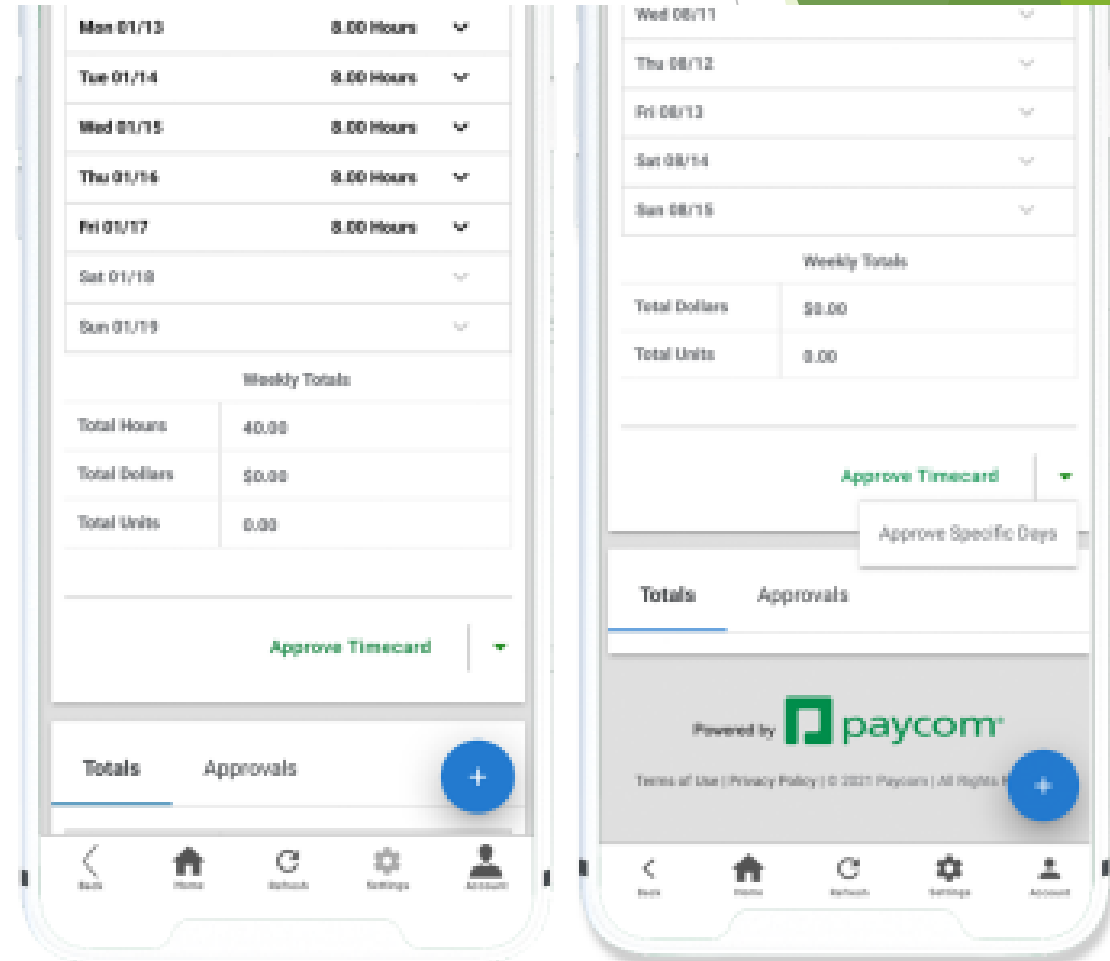 Mon 01/13 8.00 Hours
Tue 01/14 8.00 Hours
Wed 01/15 8.00 Hours
Thu 01/16 8.00 Hours
Fri 01/17 8.00 Hours
Sat 01/18
Sun 01/19
Weekly Totals
Total Hours 40.00
Total Dollars $0.00
Total Units 0.00
Approve Timecard
Totals Approvals
+
Back Home Refresh Settings Account
Wed 08/11
Thu 08/12
Fri 08/13
Sat 08/14
Sun 08/15
Weekly Totals
Total Dollars $0.00
Total Units 0.00
Approve Timecard
Approve Specific Days
Totals Approvals
Powered by paycom®
Terms of Use | Privacy Policy | © 2021 Paycom | All Rights
+
Back Home Refresh Settings Account